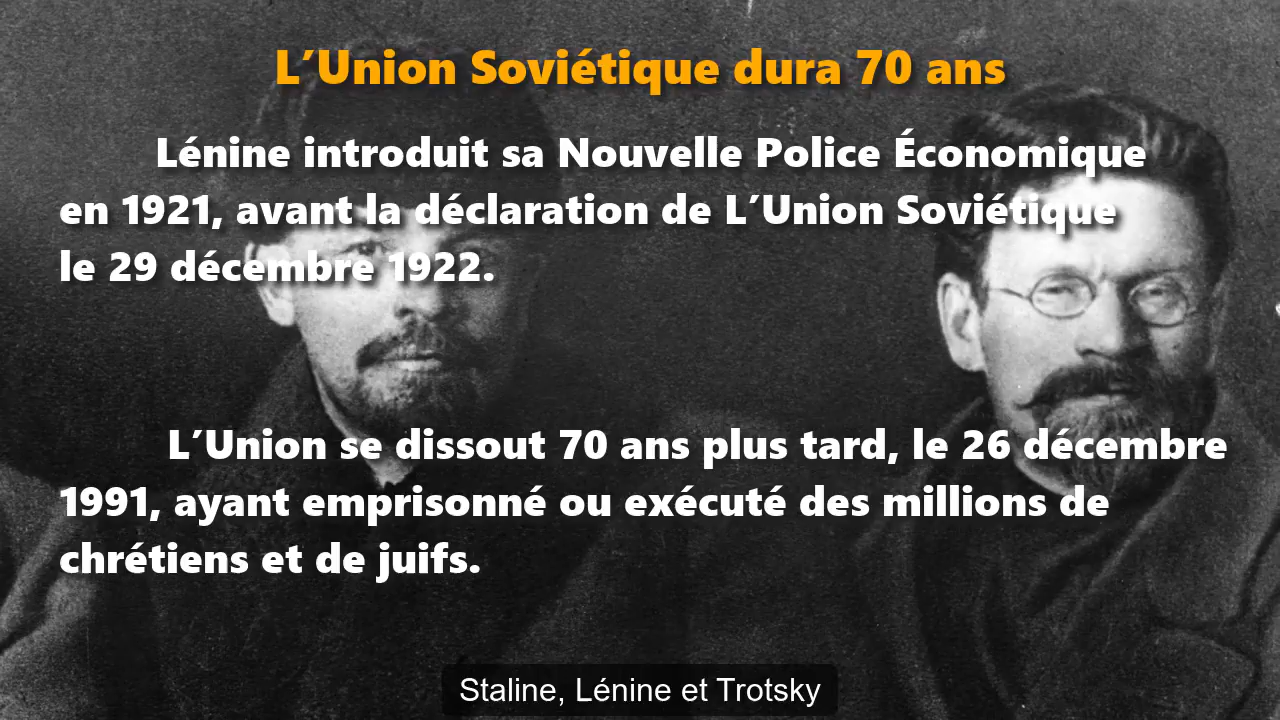 L’Union Soviétique dura 70 ans
Lénine introduit sa Nouvelle Police Économique
en 1921, avant la déclaration de L’Union Soviétique
le 29 décembre 1922.
L’Union se dissout 70 ans plus tard, le 26 décembre
1991, ayant emprisonné ou exécuté des millions de
chrétiens et de juifs.
Staline, Lénine et Trotsky